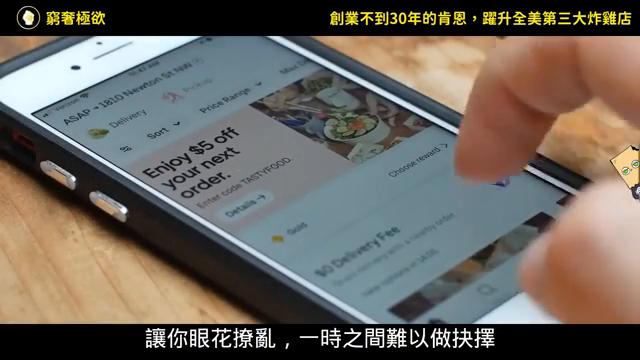 窮奢極欲
創業不到30年的肯恩，躍升全美第三大炸雞店
ASAP → 1810 Newton St NW
Delivery
Pickup
Sort
Price Range
Enjoy $5 off
your next
order.
Enter code TASTYFOOD
Details →
Choose reward
Gold
$0 Delivery Fee
讓你眼花撩亂，一時之間難以做抉擇